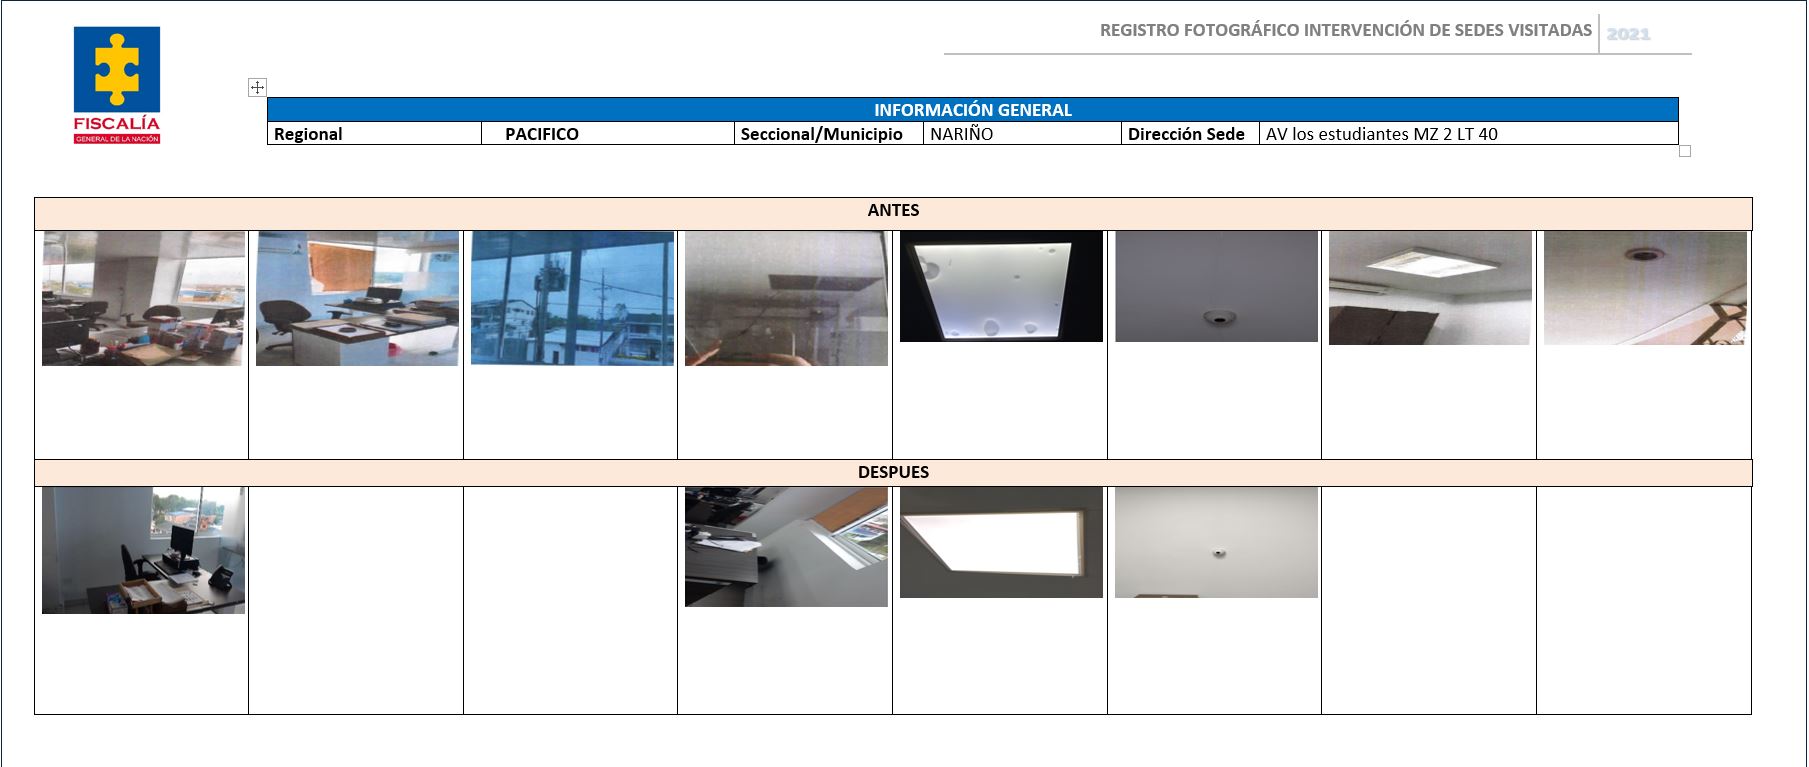 REGISTRO FOTOGRÁFICO INTERVENCIÓN DE SEDES VISITADAS 2021
FISCALÍA
GENERAL DE LA NACIÓN
INFORMACIÓN GENERAL
Regional PACIFICO Seccional/Municipio NARIÑO Dirección Sede AV los estudiantes MZ 2 LT 40
ANTES
DESPUES